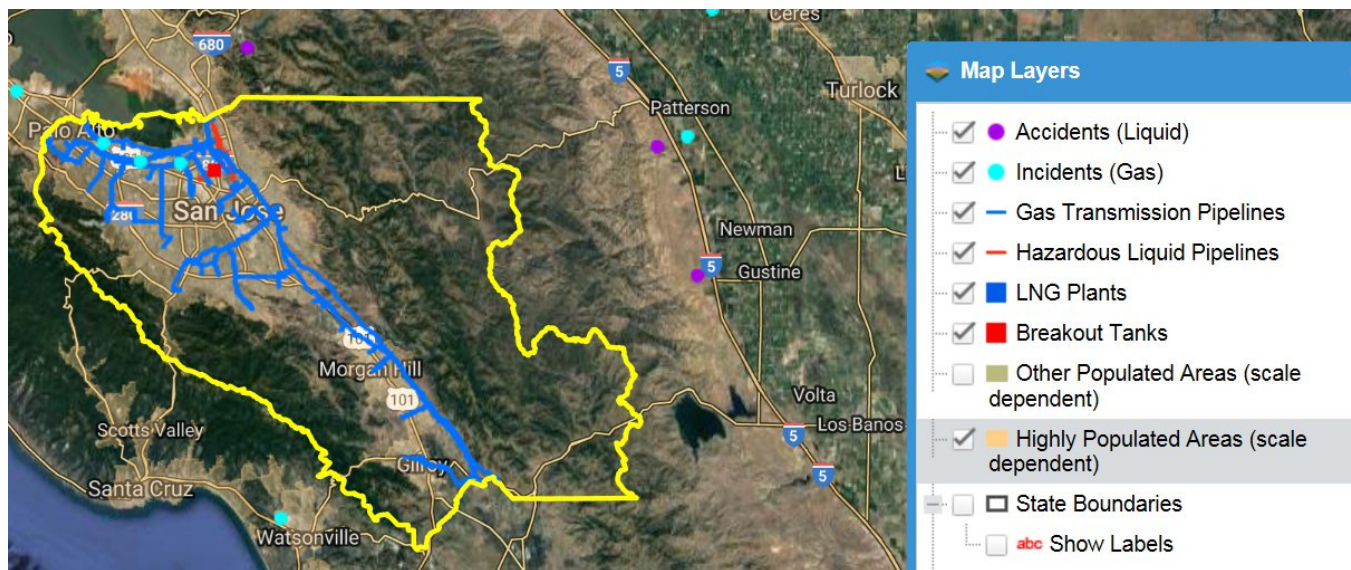 Ceres
680
5
Map Layers
Patterson
Turlock
Palo Alto
Accidents (Liquid)
Incidents (Gas)
280
San Jose
Gas Transmission Pipelines
Newman
Hazardous Liquid Pipelines
5
Gustine
LNG Plants
101
Breakout Tanks
Morgan Hill
Other Populated Areas (scale
dependent)
101
Volta
Los Banos
Scotts Valley
5
Highly Populated Areas (scale
dependent)
Gilroy
5
Santa Cruz
State Boundaries
Watsonville
abc Show Labels